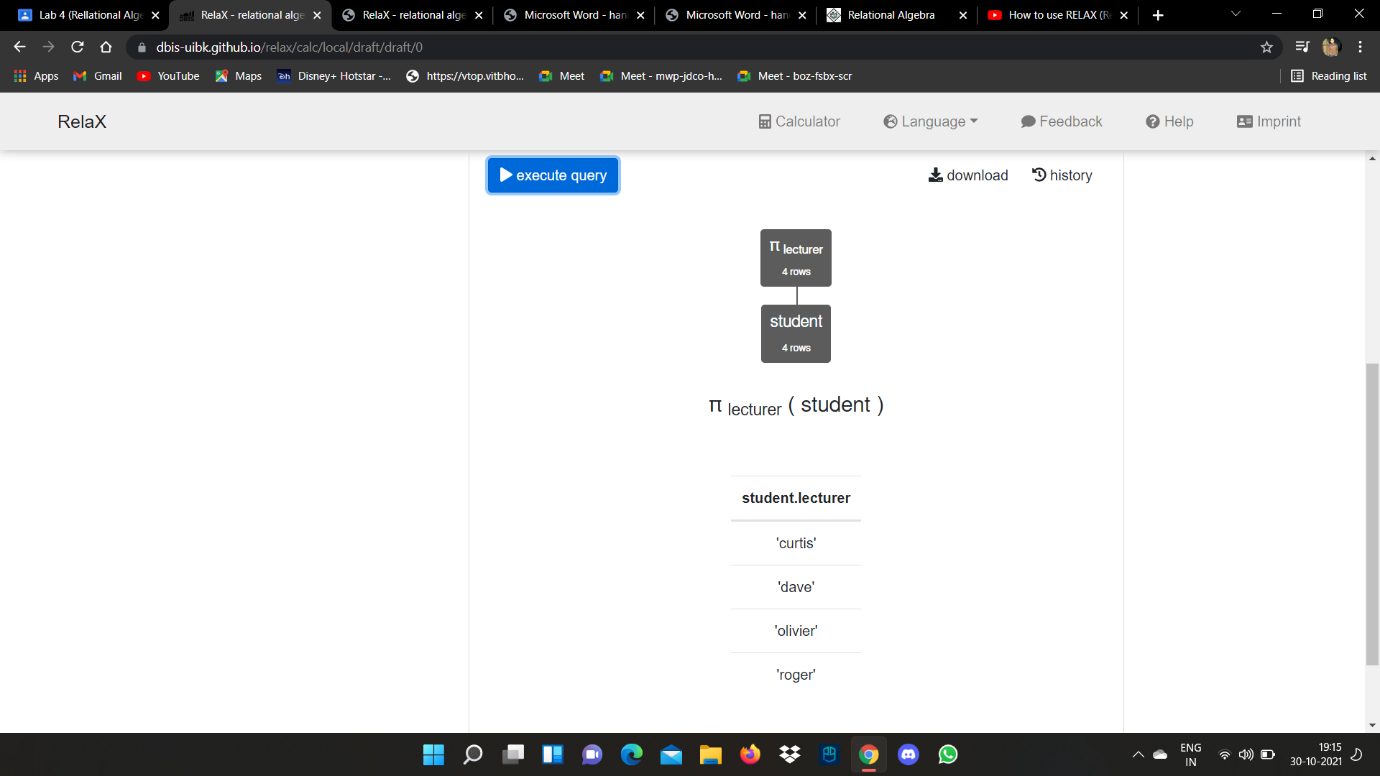 Lab 4 (Rellational Alge
RelaX - relational alge
RelaX - relational alge
Microsoft Word - han
Microsoft Word - han
Relational Algebra
How to use RELAX (R
dbis-uibk.github.io/relax/calc/local/draft/draft/0
Apps Gmail YouTube Maps Disney+ Hotstar -... https://vtop.vitbho... Meet Meet - mwp-jdco-h... Meet - boz-fsbx-scr Reading list
RelaX Calculator Language Feedback Help Imprint
execute query download history
π lecturer
4 rows
student
4 rows
π lecturer ( student )
student.lecturer
'curtis'
'dave'
'olivier'
'roger'
ENG 19:15
IN 30-10-2021